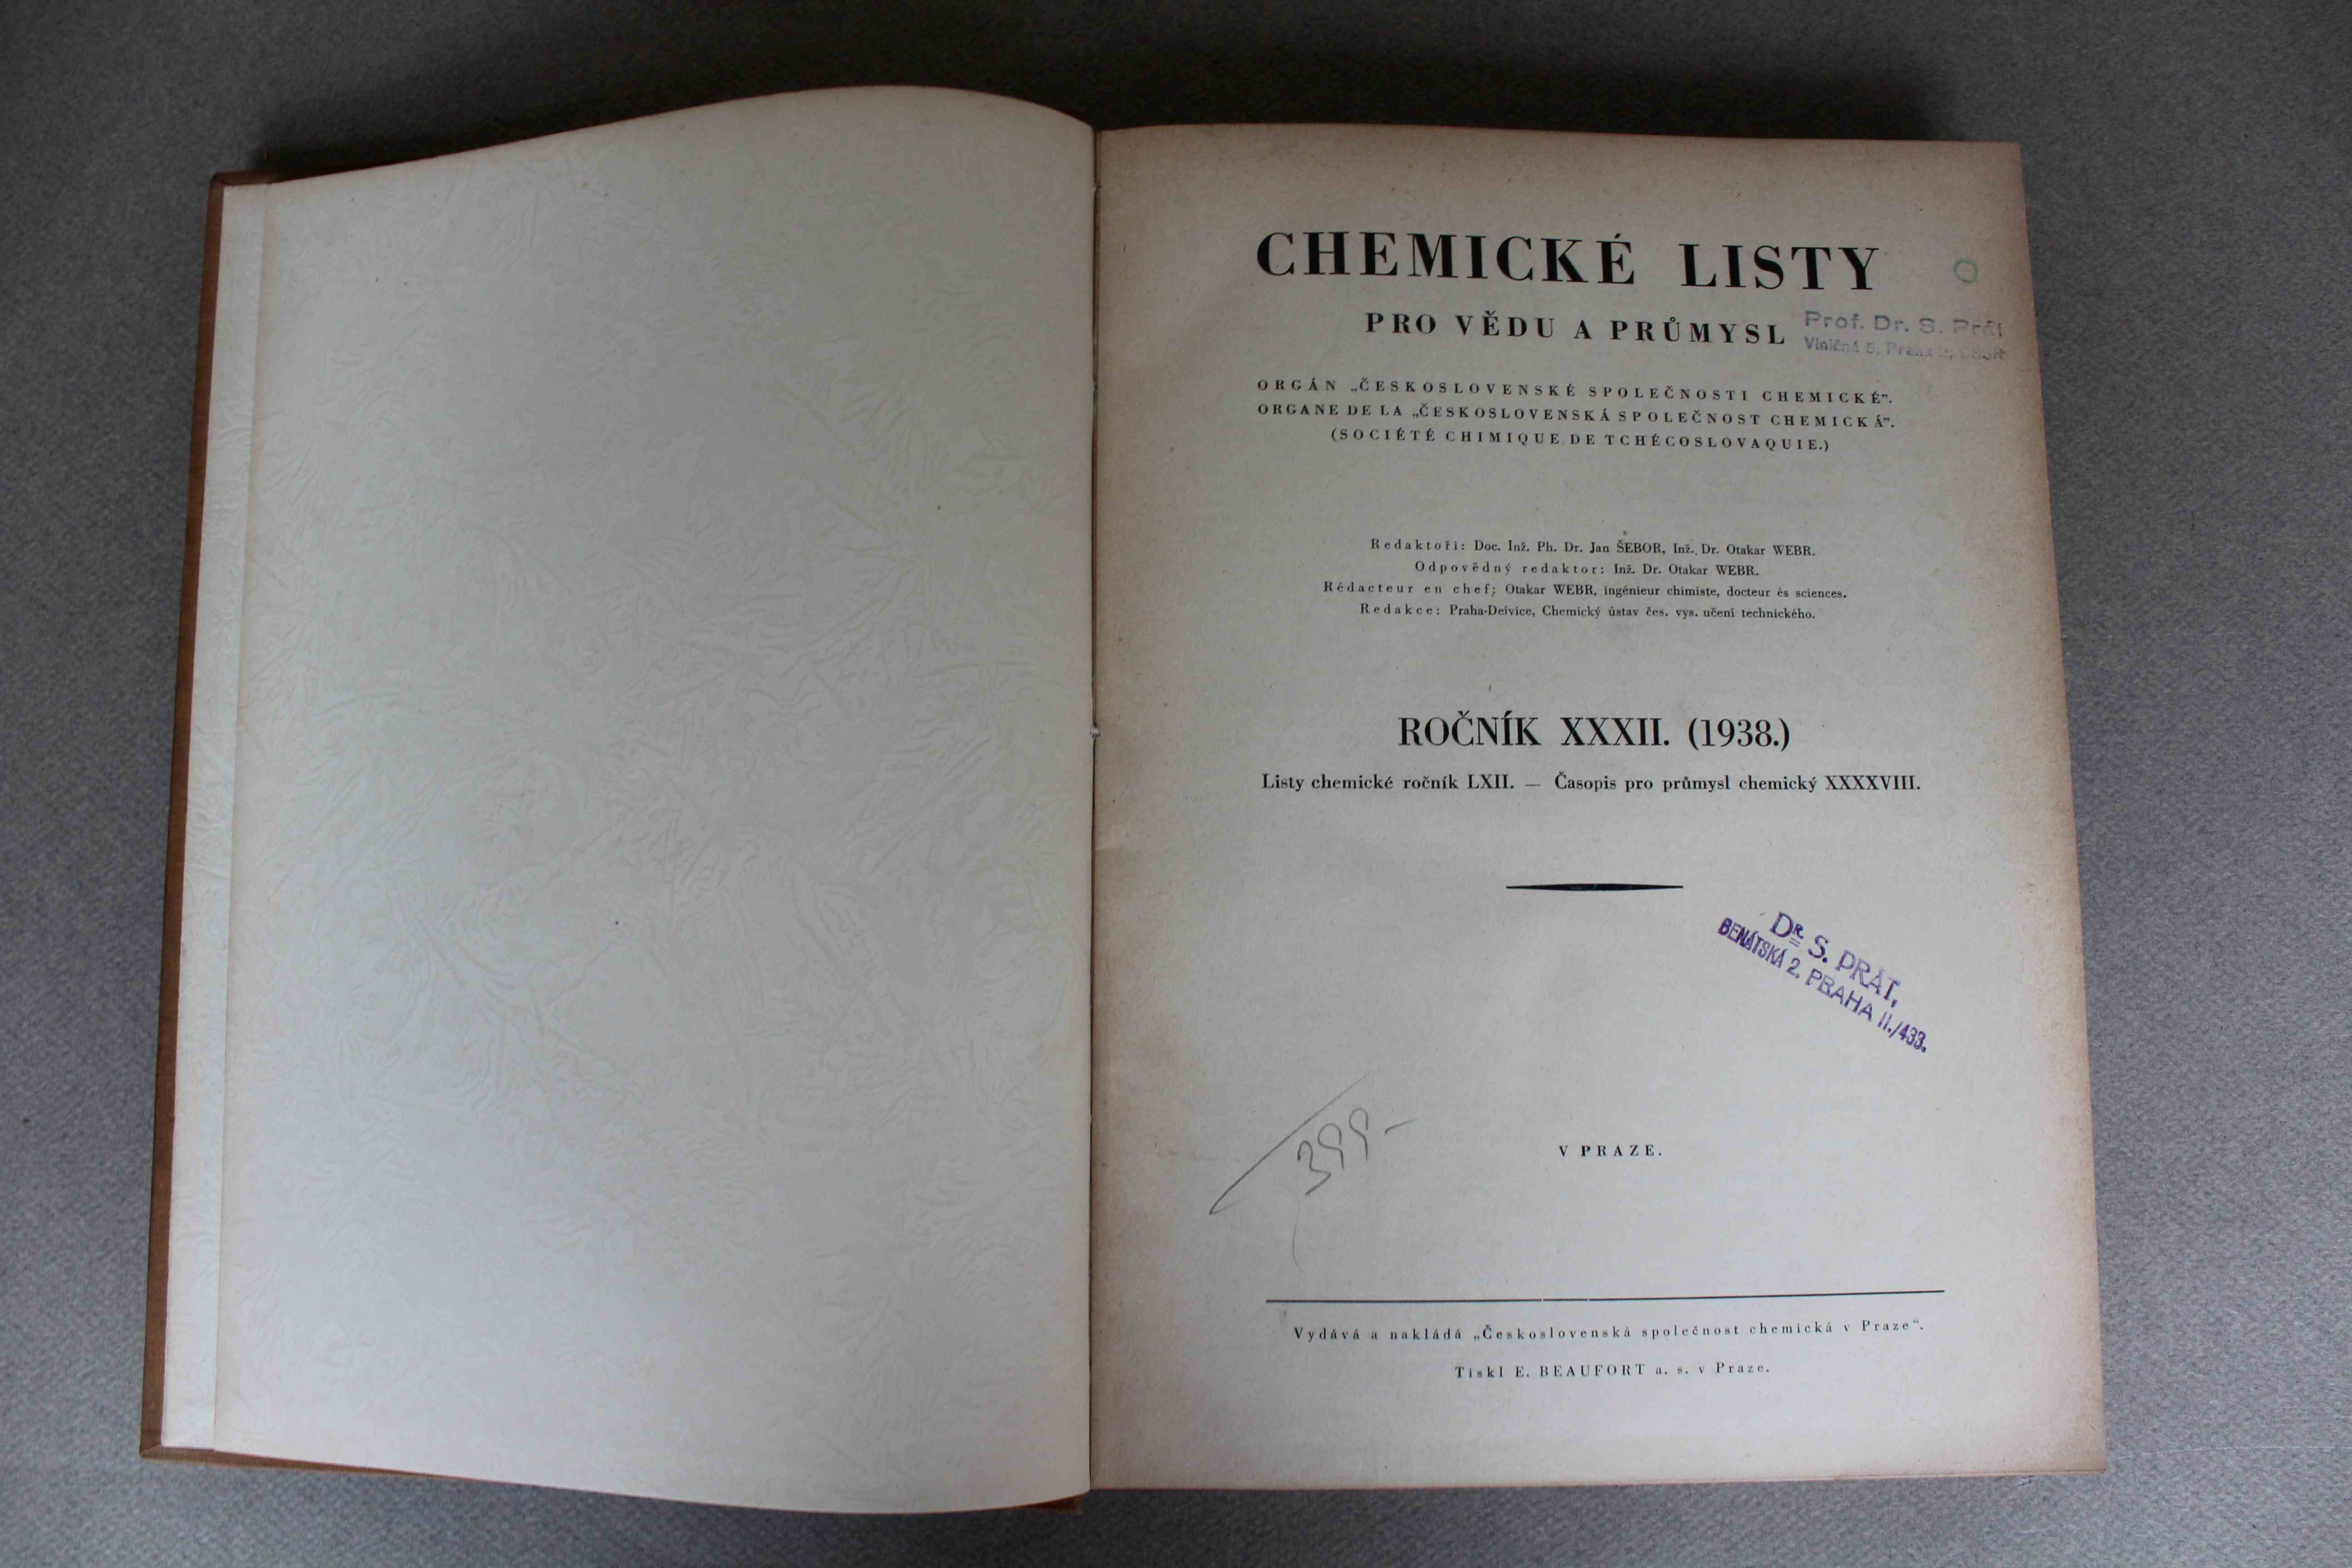 CHEMICKÉ LISTY
PRO VĚDU A PRŮMYSL
Prof. Dr. S. Prát
Viničná 5, Praha
ORGÁN „ČESKOSLOVENSKÉ SPOLEČNOSTI CHEMICKÉ”.
ORGANE DE LA „ČESKOSLOVENSKÁ SPOLEČNOST CHEMICKÁ”.
(SOCIÉTÉ CHIMIQUE DE TCHÉCOSLOVAQUIE.)
Redaktoři: Doc. Inž. Ph. Dr. Jan ŠEBOR, Inž. Dr. Otakar WEBR.
Odpovědný redaktor: Inž. Dr. Otakar WEBR.
Rédacteur en chef; Otakar WEBR, ingénieur chimiste, docteur ès sciences.
Redakce: Praha-Dejvice, Chemický ústav čes. vys. učení technického.
ROČNÍK XXXII. (1938.)
Listy chemické ročník LXII. — Časopis pro průmysl chemický XXXXVIII.
Dr. S. PRÁT,
BENÁTSKÁ 2. PRAHA II./433.
399-
V PRAZE.
Vydává a nakládá „Československá společnost chemická v Praze“.
Tiskl E. BEAUFORT a. s. v Praze.